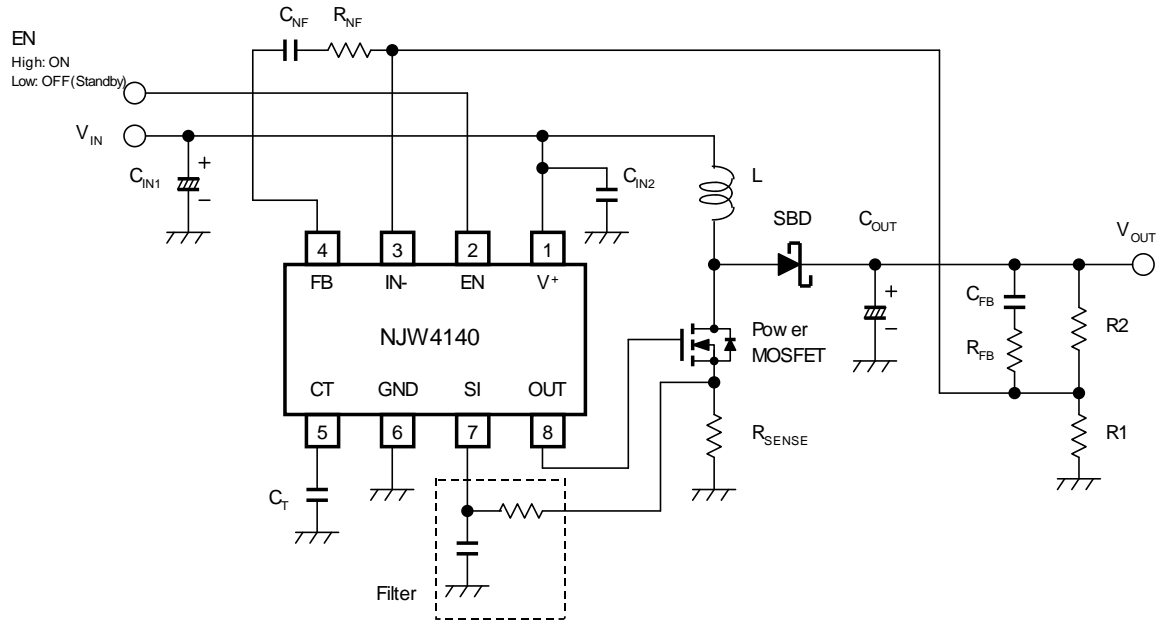 C_NF R_NF
EN
High: ON
Low: OFF(Standby)
V_IN
C_IN1 + −
C_IN2
L
SBD
C_OUT
V_OUT
4 3 2 1
FB IN- EN V+
NJW4140
CT GND SI OUT
5 6 7 8
Power
MOSFET
+ −
C_FB
R_FB
R2
R_SENSE
R1
C_T
Filter